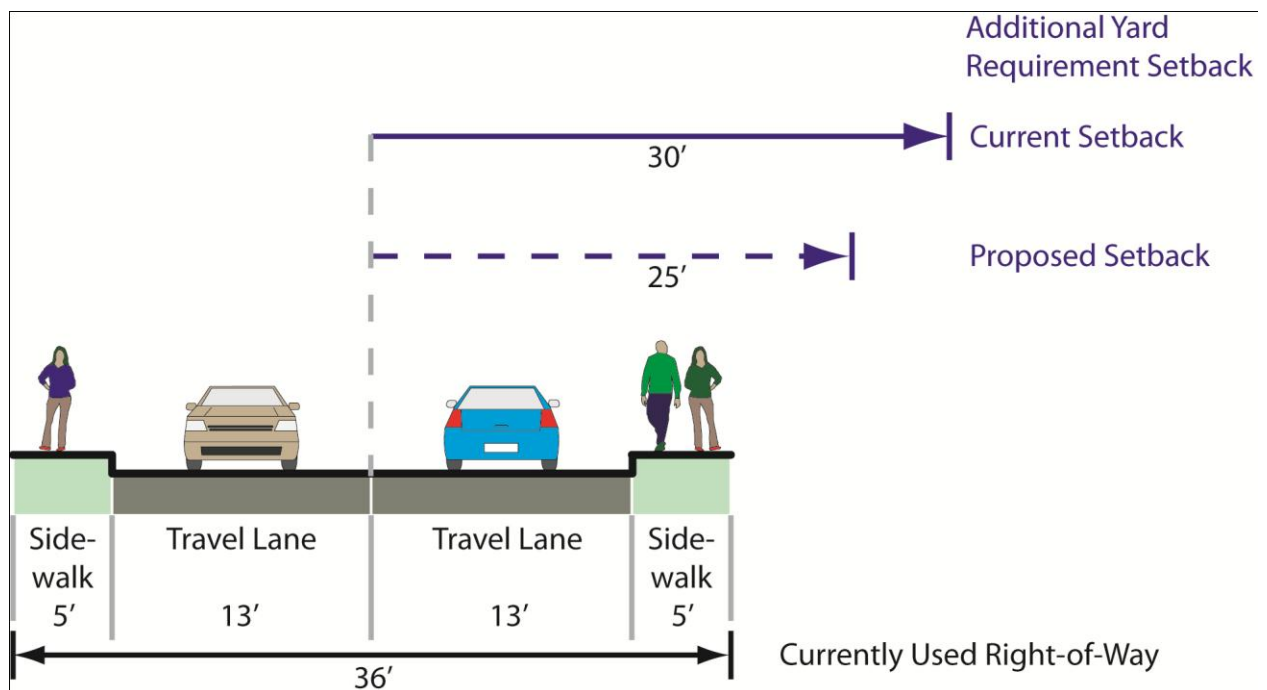 Additional Yard
Requirement Setback
Current Setback
30′
Proposed Setback
25′
Side-
walk
5′
Travel Lane
13′
Travel Lane
13′
Side-
walk
5′
36′
Currently Used Right-of-Way